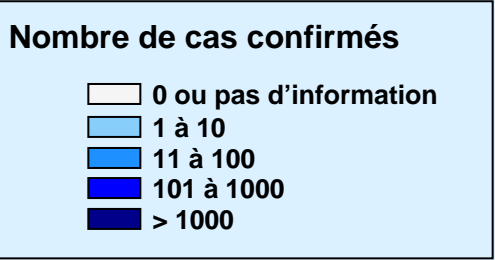 Nombre de cas confirmés
0 ou pas d’information
1 à 10
11 à 100
101 à 1000
> 1000